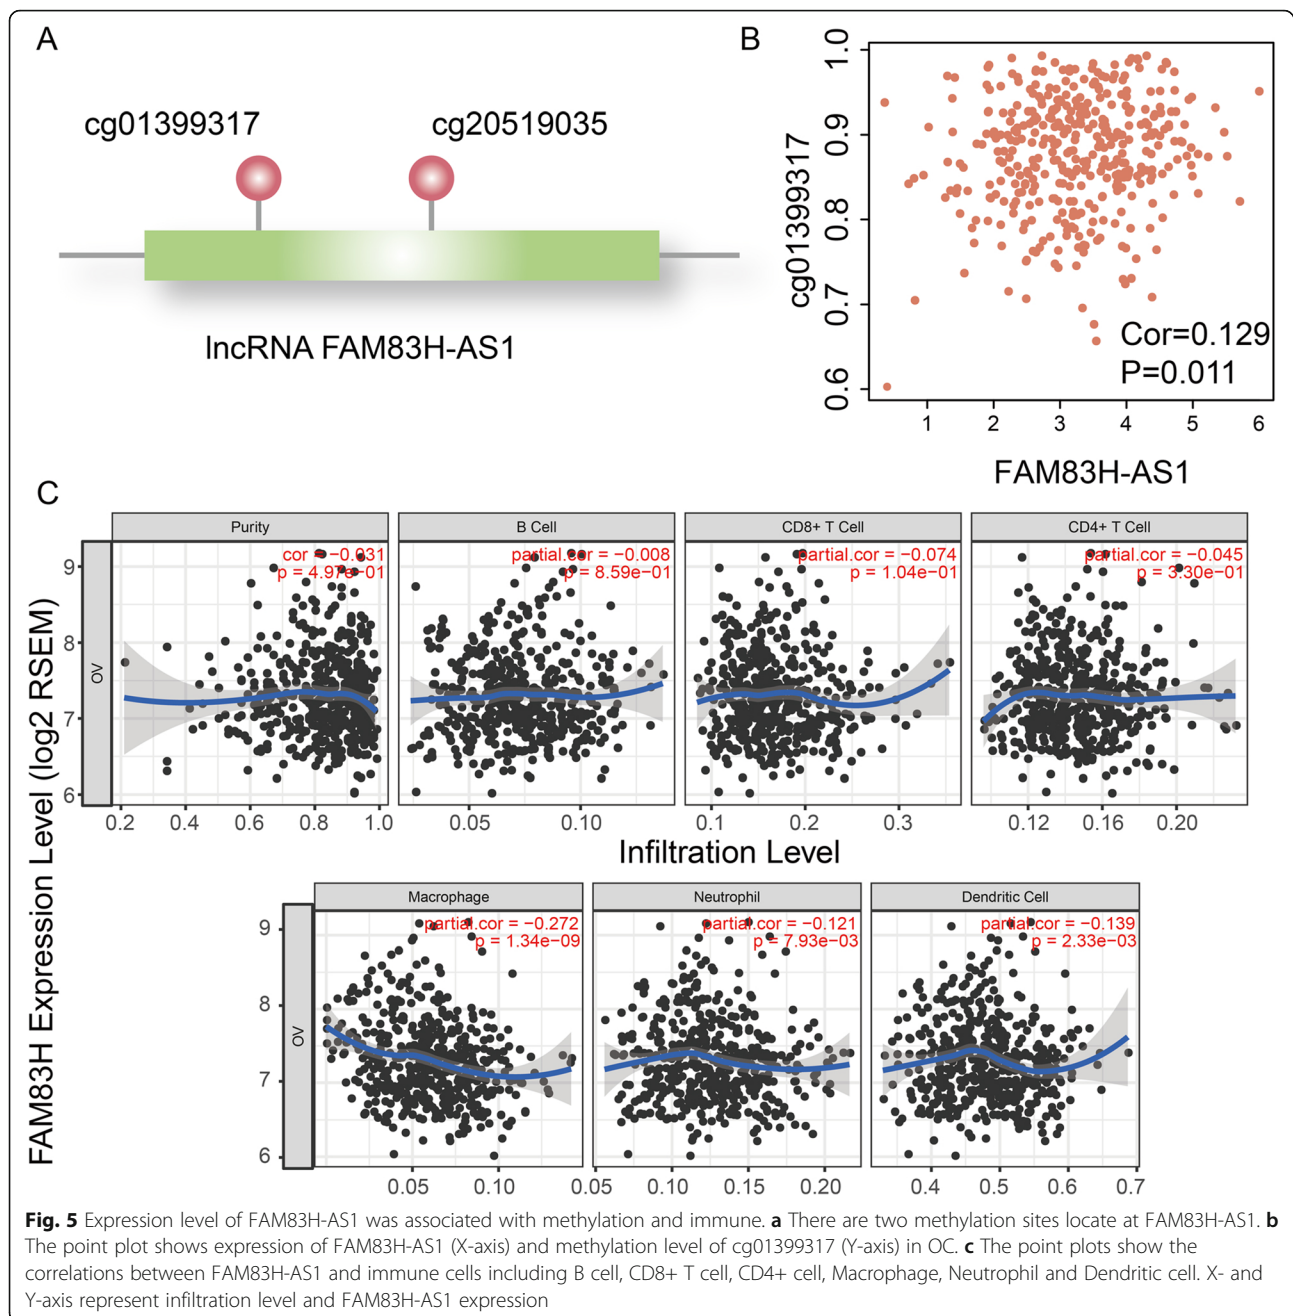 A
cg01399317
cg20519035
lncRNA FAM83H-AS1
B
cg01399317
1.0
0.9
0.8
0.7
0.6
Cor=0.129
P=0.011
1 2 3 4 5 6
FAM83H-AS1
C
FAM83H Expression Level (log2 RSEM)
Purity
B Cell
CD8+ T Cell
CD4+ T Cell
OV
cor = −0.031
p = 4.97e−01
partial.cor = −0.008
p = 8.59e−01
partial.cor = −0.074
p = 1.04e−01
partial.cor = −0.045
p = 3.30e−01
9
8
7
6
0.2 0.4 0.6 0.8 1.0
0.05 0.10
0.1 0.2 0.3
0.12 0.16 0.20
Infiltration Level
Macrophage
Neutrophil
Dendritic Cell
OV
partial.cor = −0.272
p = 1.34e−09
partial.cor = −0.121
p = 7.93e−03
partial.cor = −0.139
p = 2.33e−03
9
8
7
6
0.05 0.10 0.05 0.10 0.20
0.4 0.5 0.6 0.7
Fig. 5 Expression level of FAM83H-AS1 was associated with methylation and immune. a There are two methylation sites locate at FAM83H-AS1. b
The point plot shows expression of FAM83H-AS1 (X-axis) and methylation level of cg01399317 (Y-axis) in OC. c The point plots show the
correlations between FAM83H-AS1 and immune cells including B cell, CD8+ T cell, CD4+ cell, Macrophage, Neutrophil and Dendritic cell. X- and
Y-axis represent infiltration level and FAM83H-AS1 expression